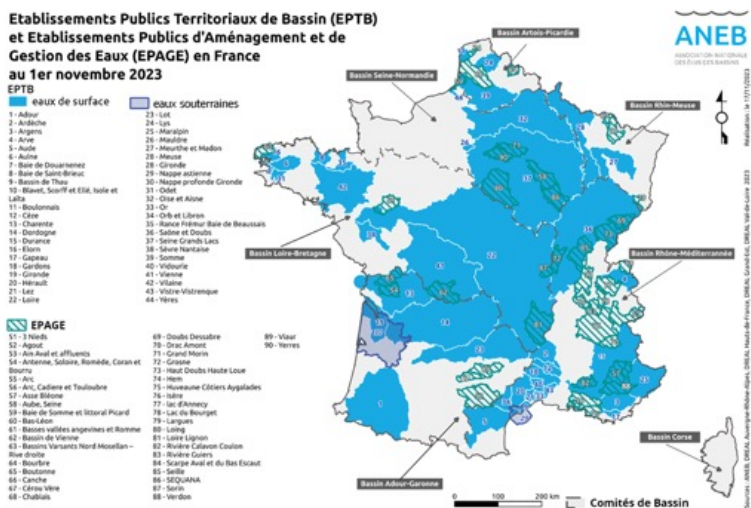 Etablissements Publics Territoriaux de Bassin (EPTB)
et Etablissements Publics d'Aménagement et de
Gestion des Eaux (EPAGE) en France
au 1er novembre 2023
ANEB
ASSOCIATION NATIONALE
DES ÉLUS DES BASSINS
EPTB
eaux de surface
eaux souterraines
1 - Adour
2 - Ardèche
3 - Argens
4 - Arve
5 - Aude
6 - Aulne
7 - Baie de Douarnenez
8 - Baie de Saint-Brieuc
9 - Bassin de Thau
10 - Blavet, Scorff et Ellé, Isole et
Laïta
11 - Boulonnais
12 - Cèze
13 - Charente
14 - Dordogne
15 - Durance
16 - Elorn
17 - Gapeau
18 - Gardons
19 - Gironde
20 - Hérault
21 - Lez
22 - Loire
23 - Lot
24 - Lys
25 - Maralpin
26 - Mauldre
27 - Meurthe et Madon
28 - Meuse
28 - Gironde
29 - Nappe astienne
30 - Nappe profonde Gironde
31 - Odet
32 - Oise et Aisne
33 - Or
34 - Orb et Libron
35 - Rance Frémur Baie de Beaussais
36 - Saône et Doubs
37 - Seine Grands Lacs
38 - Sèvre Nantaise
39 - Somme
40 - Vidourle
41 - Vienne
42 - Vilaine
43 - Vistre-Vistrenque
44 - Yères
EPAGE
51 - 3 Nieds
52 - Agout
53 - Ain Aval et affluents
54 - Antenne, Soloire, Romède, Coran et
Bourru
55 - Arc
56 - Arc, Cadiere et Touloubre
57 - Asse Bléone
58 - Aube, Seine
59 - Baie de Somme et littoral Picard
60 - Bas-Léon
61 - Basses vallées angevines et Romme
62 - Bassin de Vienne
63 - Bassins Varsants Nord Mosellan –
Rive droite
64 - Bourbre
65 - Boutonne
66 - Canche
67 - Cérou Vère
68 - Chablais
69 - Doubs Dessabre
70 - Drac Amont
71 - Grand Morin
72 - Grosne
73 - Haut Doubs Haute Loue
74 - Hem
75 - Huveaune Côtiers Aygalades
76 - Isère
77 - lac d'Annecy
78 - Lac du Bourget
79 - Largues
80 - Loing
81 - Loire Lignon
82 - Rivière Calavon Coulon
83 - Rivière Guiers
84 - Scarpe Aval et du Bas Escaut
85 - Seille
86 - SEQUANA
87 - Sorin
88 - Verdon
89 - Viaur
90 - Yerres
Bassin Artois-Picardie
Bassin Seine-Normandie
Bassin Rhin-Meuse
Bassin Loire-Bretagne
Bassin Rhône-Méditerrannée
Bassin Adour-Garonne
Bassin Corse
0 100 200 km
Comités de Bassin
Réalisation : le 17/11/2023